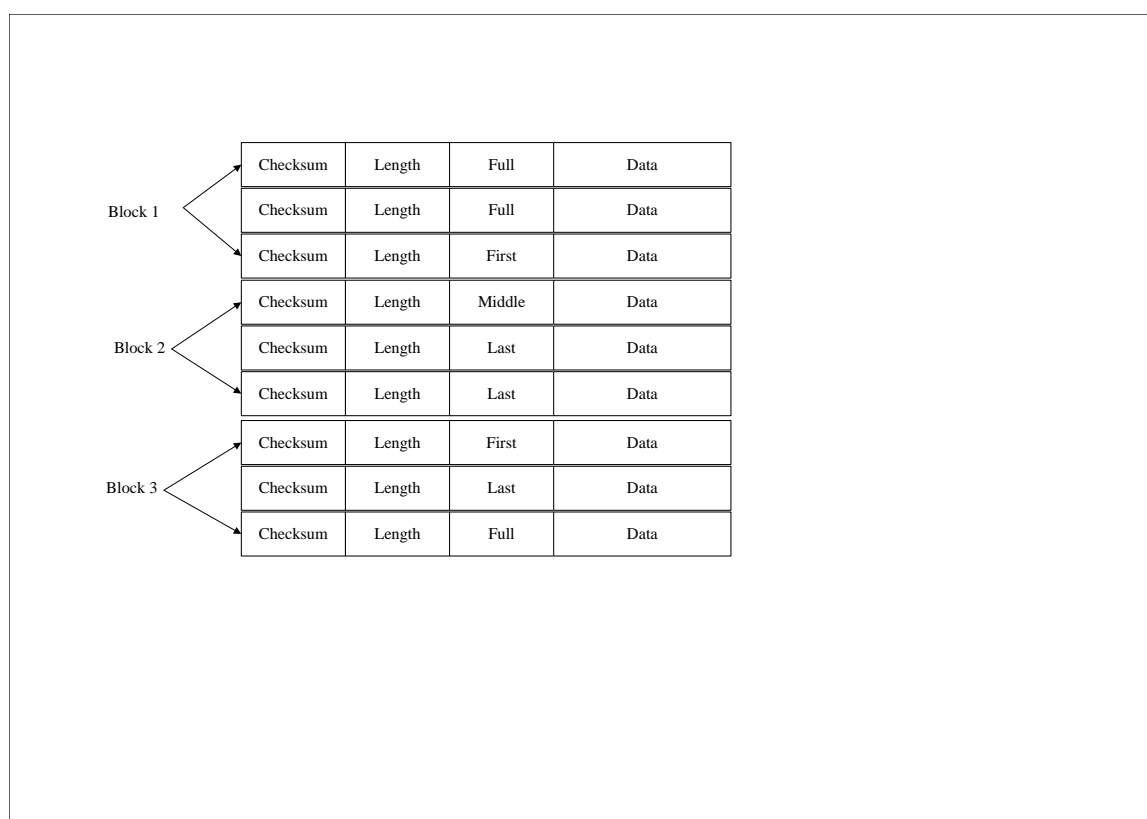 Checksum Length Full Data
Block 1 Checksum Length Full Data
Checksum Length First Data
Checksum Length Middle Data
Block 2 Checksum Length Last Data
Checksum Length Last Data
Checksum Length First Data
Block 3 Checksum Length Last Data
Checksum Length Full Data